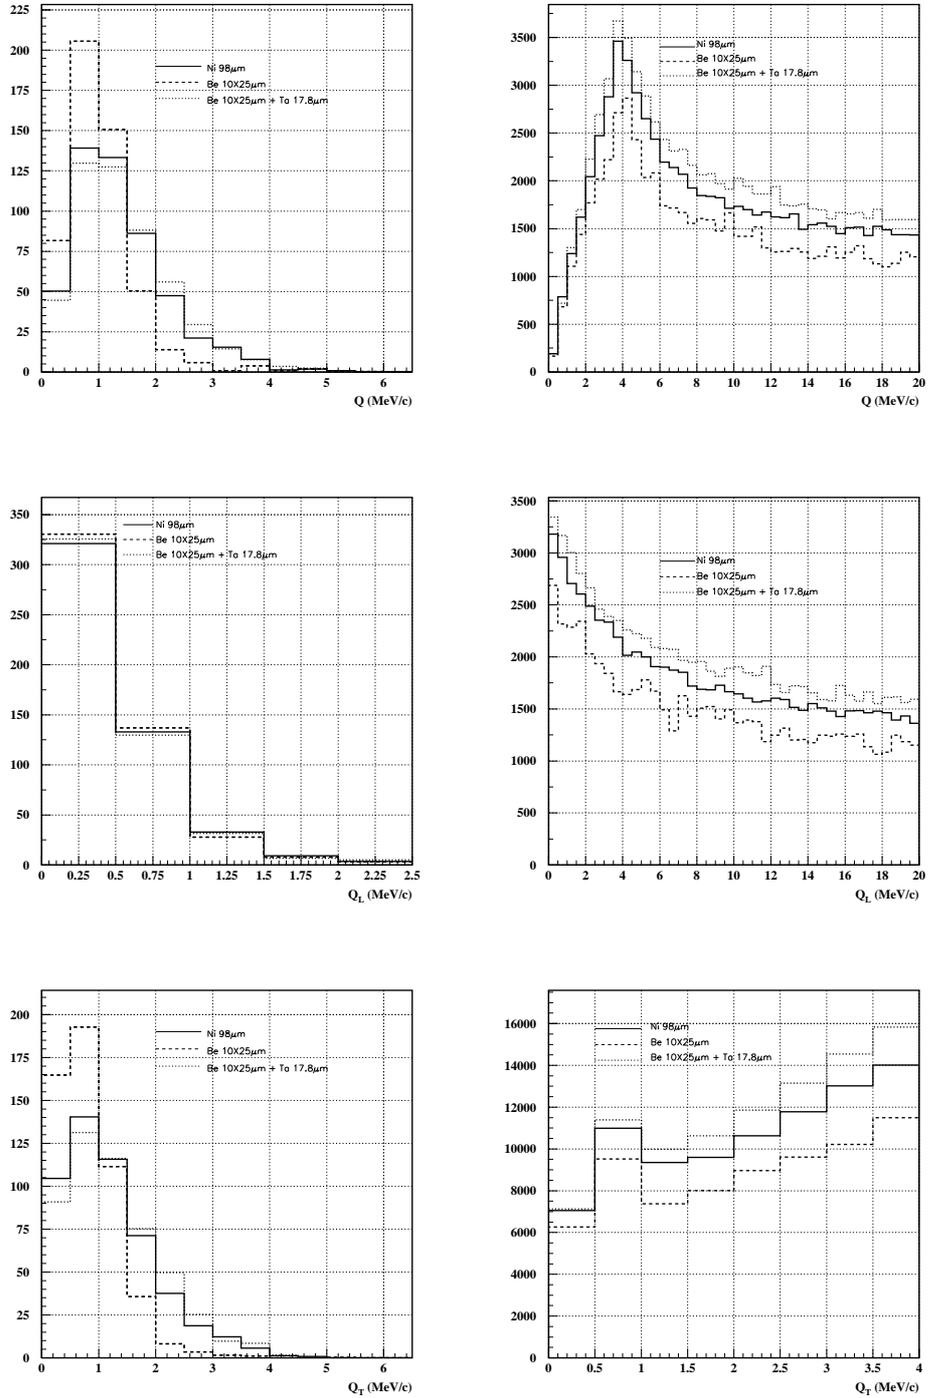 225
200
175
150
125
100
75
50
25
0
Ni 98μm
Be 10X25μm
Be 10X25μm + Ta 17.8μm
0 1 2 3 4 5 6
Q (MeV/c)
3500
3000
2500
2000
1500
1000
500
0
Ni 98μm
Be 10X25μm
Be 10X25μm + Ta 17.8μm
0 2 4 6 8 10 12 14 16 18 20
Q (MeV/c)
350
300
250
200
150
100
50
0
Ni 98μm
Be 10X25μm
Be 10X25μm + Ta 17.8μm
0.25 0.5 0.75 1 1.25 1.5 1.75 2 2.25 2.5
Q_L (MeV/c)
3500
3000
2500
2000
1500
1000
500
0
Ni 98μm
Be 10X25μm
Be 10X25μm + Ta 17.8μm
0 2 4 6 8 10 12 14 16 18 20
Q_L (MeV/c)
200
175
150
125
100
75
50
25
0
Ni 98μm
Be 10X25μm
Be 10X25μm + Ta 17.8μm
0 1 2 3 4 5 6
Q_T (MeV/c)
16000
14000
12000
10000
8000
6000
4000
2000
0
Ni 98μm
Be 10X25μm
Be 10X25μm + Ta 17.8μm
0 0.5 1 1.5 2 2.5 3 3.5 4
Q_T (MeV/c)